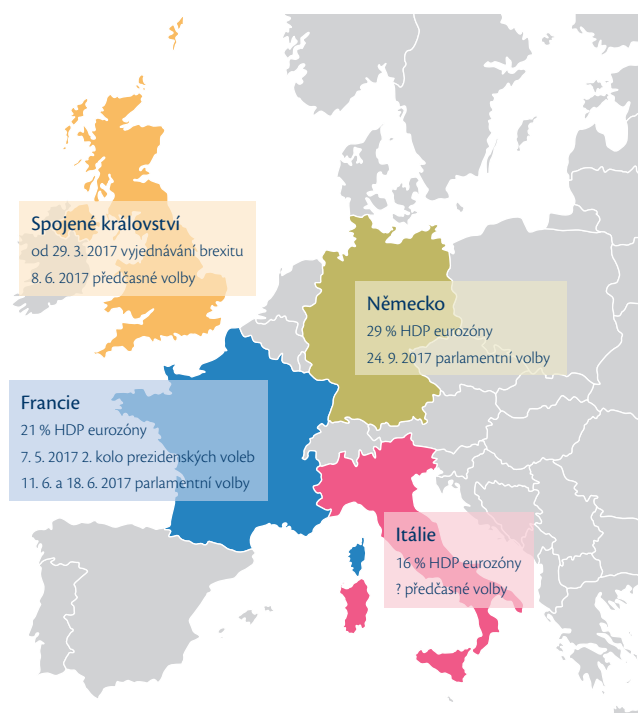 Spojené království
od 29. 3. 2017 vyjednávání brexitu
8. 6. 2017 předčasné volby
Německo
29 % HDP eurozóny
24. 9. 2017 parlamentní volby
Francie
21 % HDP eurozóny
7. 5. 2017 2. kolo prezidenských voleb
11. 6. a 18. 6. 2017 parlamentní volby
Itálie
16 % HDP eurozóny
? předčasné volby